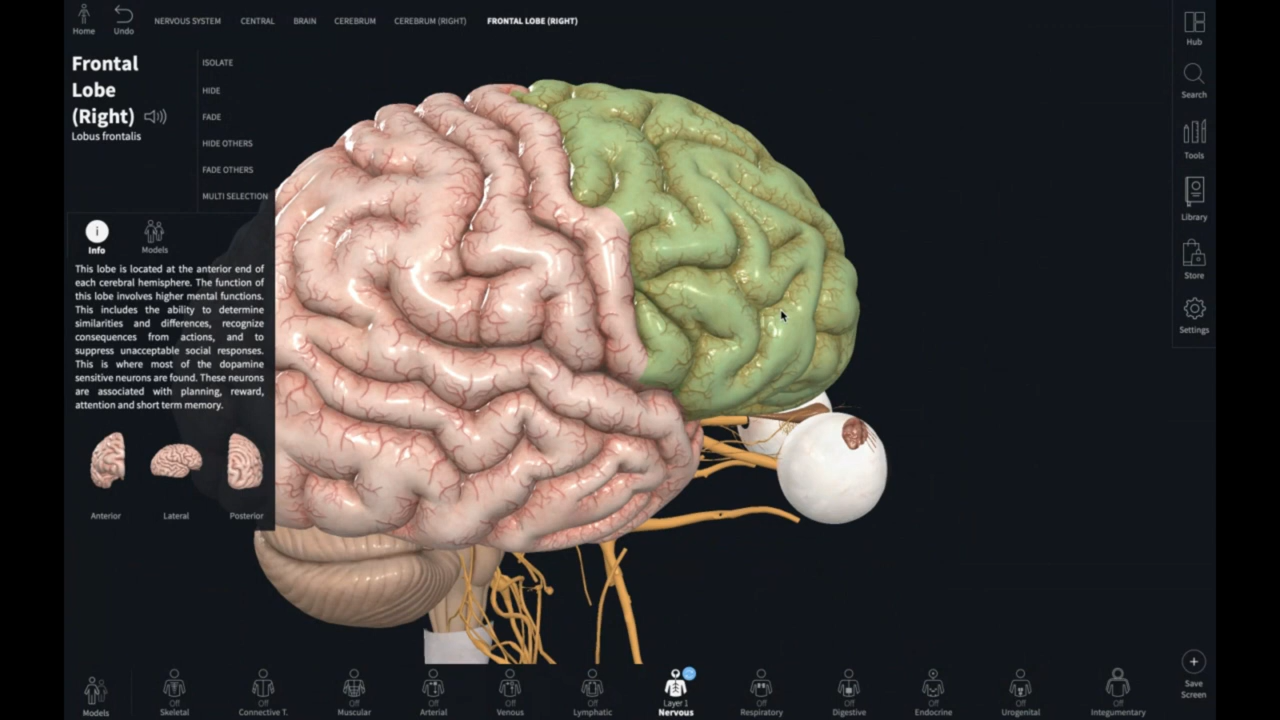 Home
Undo
NERVOUS SYSTEM
CENTRAL
BRAIN
CEREBRUM
CEREBRUM (RIGHT)
FRONTAL LOBE (RIGHT)
Frontal
Lobe
(Right)
Lobus frontalis
ISOLATE
HIDE
FADE
HIDE OTHERS
FADE OTHERS
MULTI SELECTION
i
Info
Models
This lobe is located at the anterior end of
each cerebral hemisphere. The function of
this lobe involves higher mental functions.
This includes the ability to determine
similarities and differences, recognize
consequences from actions, and to
suppress unacceptable social responses.
This is where most of the dopamine
sensitive neurons are found. These neurons
are associated with planning, reward,
attention and short term memory.
Anterior
Lateral
Posterior
Hub
Search
Tools
Library
Store
Settings
Save
Screen
Models
Off
Skeletal
Off
Connective T.
Off
Muscular
Off
Arterial
Off
Venous
Off
Lymphatic
Layer 1
Nervous
Off
Respiratory
Off
Digestive
Off
Endocrine
Off
Urogenital
Off
Integumentary